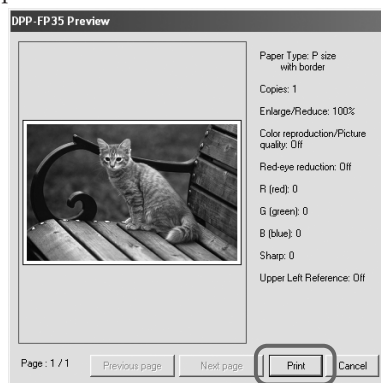 DPP-FP35 Preview
Paper Type: P size
with border
Copies: 1
Enlarge/Reduce: 100%
Color reproduction/Picture
quality: Off
Red-eye reduction: Off
R (red): 0
G (green): 0
B (blue): 0
Sharp: 0
Upper Left Reference: Off
Page : 1 / 1
Previous page
Next page
Print
Cancel